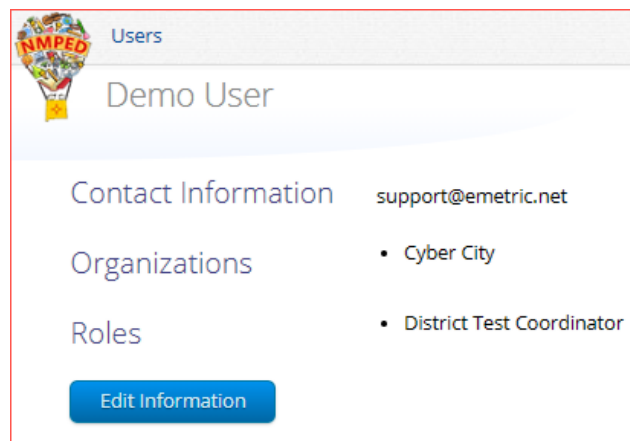 NMPED
Users
Demo User
Contact Information support@emetric.net
Organizations • Cyber City
Roles • District Test Coordinator
Edit Information